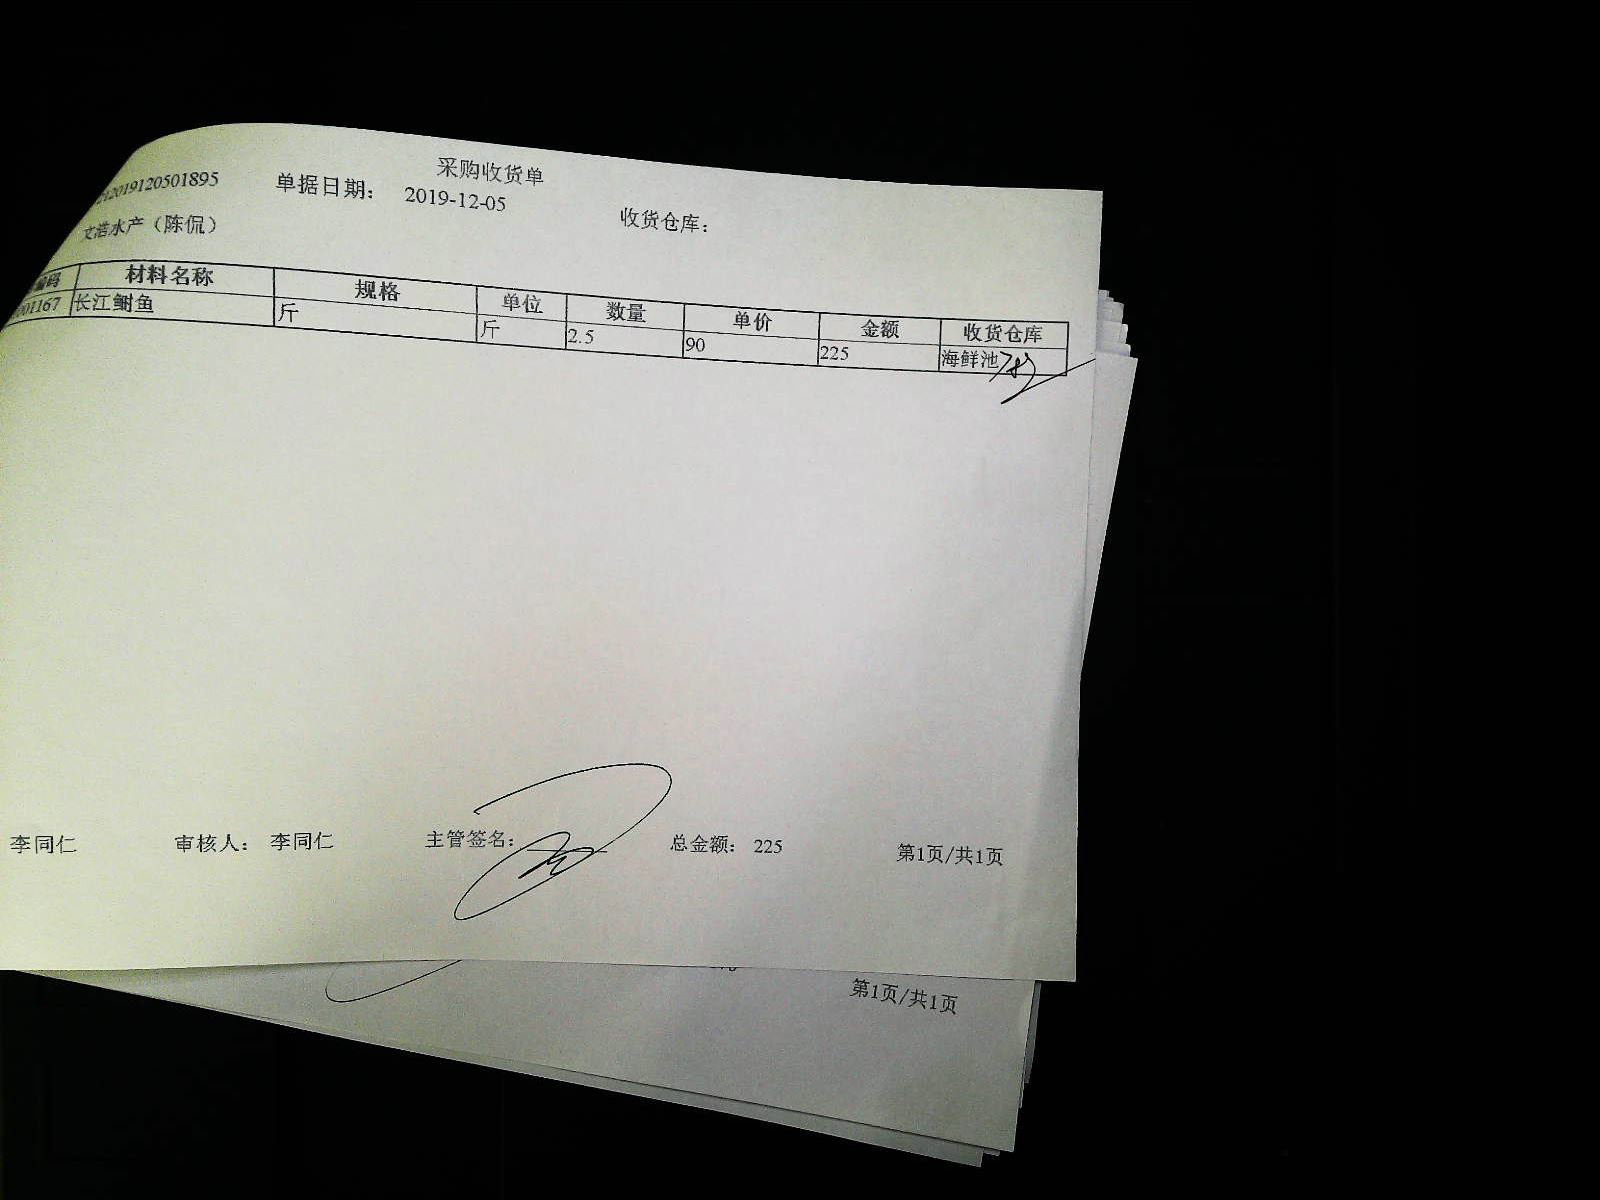 采购收货单
2019120501895 单据日期： 2019-12-05 收货仓库：
文浩水产（陈侃）
编码 材料名称 规格 单位 数量 单价 金额 收货仓库
001167 长江鲥鱼 斤 斤 2.5 90 225 海鲜池
李同仁 审核人： 李同仁 主管签名： 总金额： 225 第1页/共1页
第1页/共1页